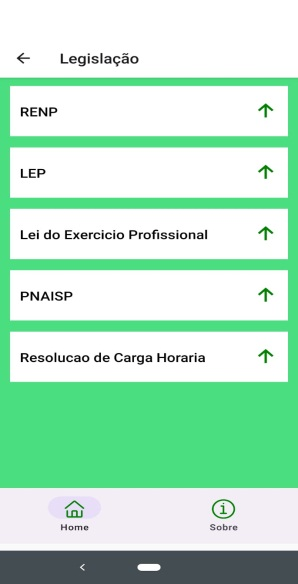 Legislação
RENP
LEP
Lei do Exercicio Profissional
PNAISP
Resolucao de Carga Horaria
Home
Sobre